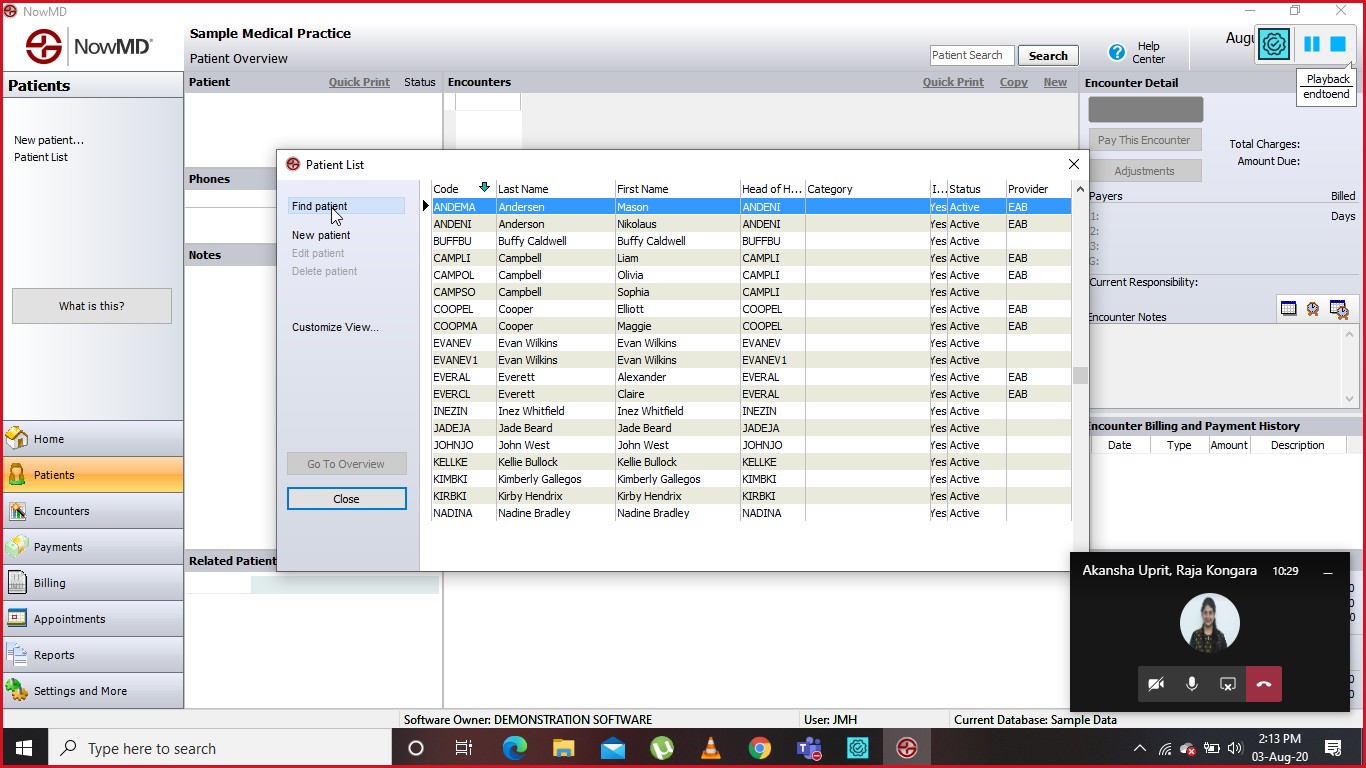 NowMD
NowMD®
Sample Medical Practice
Patient Overview
Patient Search
Search
Help
Center
Playback
endtoend
Patients
New patient...
Patient List
What is this?
Home
Patients
Encounters
Payments
Billing
Appointments
Reports
Settings and More
Patient Quick Print Status
Phones
Notes
Related Patient
Encounters Quick Print Copy New
Encounter Detail
Pay This Encounter
Adjustments
Total Charges:
Amount Due:
Payers Billed
1: Days
2:
3:
G:
Current Responsibility:
Encounter Notes
Encounter Billing and Payment History
Date Type Amount Description
Patient List
Find patient
New patient
Edit patient
Delete patient
Customize View...
Go To Overview
Close
Code Last Name First Name Head of H... Category I... Status Provider
ANDEMA Andersen Mason ANDENI Yes Active EAB
ANDENI Anderson Nikolaus ANDENI Yes Active EAB
BUFFBU Buffy Caldwell Buffy Caldwell BUFFBU Yes Active
CAMPLI Campbell Liam CAMPLI Yes Active EAB
CAMPOL Campbell Olivia CAMPLI Yes Active EAB
CAMPSO Campbell Sophia CAMPLI Yes Active
COOPEL Cooper Elliott COOPEL Yes Active EAB
COOPMA Cooper Maggie COOPEL Yes Active EAB
EVANEV Evan Wilkins Evan Wilkins EVANEV Yes Active
EVANEV1 Evan Wilkins Evan Wilkins EVANEV1 Yes Active
EVERAL Everett Alexander EVERAL Yes Active EAB
EVERCL Everett Claire EVERAL Yes Active EAB
INEZIN Inez Whitfield Inez Whitfield INEZIN Yes Active
JADEJA Jade Beard Jade Beard JADEJA Yes Active
JOHNJO John West John West JOHNJO Yes Active
KELLKE Kellie Bullock Kellie Bullock KELLKE Yes Active
KIMBKI Kimberly Gallegos Kimberly Gallegos KIMBKI Yes Active
KIRBKI Kirby Hendrix Kirby Hendrix KIRBKI Yes Active
NADINA Nadine Bradley Nadine Bradley NADINA Yes Active
Akansha Uprit, Raja Kongara 10:29
Software Owner: DEMONSTRATION SOFTWARE User: JMH Current Database: Sample Data
Type here to search
2:13 PM
03-Aug-20